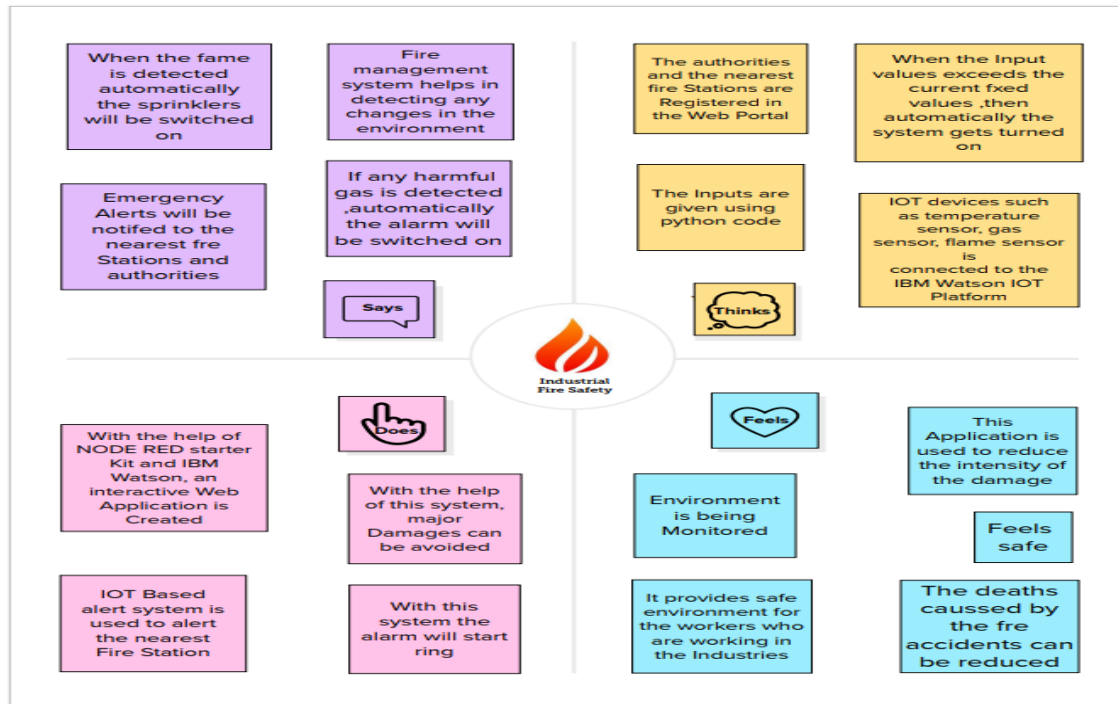 When the fame
is detected
automatically
the sprinklers
will be switched
on
Fire
management
system helps in
detecting any
changes in the
environment
Emergency
Alerts will be
notifed to the
nearest fre
Stations and
authorities
If any harmful
gas is detected
,automatically
the alarm will
be switched on
Says
The authorities
and the nearest
fire Stations are
Registered in
the Web Portal
When the Input
values exceeds the
current fxed
values ,then
automatically the
system gets turned
on
The Inputs are
given using
python code
IOT devices such
as temperature
sensor, gas
sensor, flame sensor
is
connected to the
IBM Watson IOT
Platform
Thinks
Industrial
Fire Safety
Does
With the help of
NODE RED starter
Kit and IBM
Watson, an
interactive Web
Application is
Created
With the help
of this system,
major
Damages can
be avoided
IOT Based
alert system is
used to alert
the nearest
Fire Station
With this
system the
alarm will start
ring
Feels
This
Application is
used to reduce
the intensity of
the damage
Environment
is being
Monitored
Feels
safe
It provides safe
environment for
the workers who
are working in
the Industries
The deaths
caussed by
the fre
accidents can
be reduced